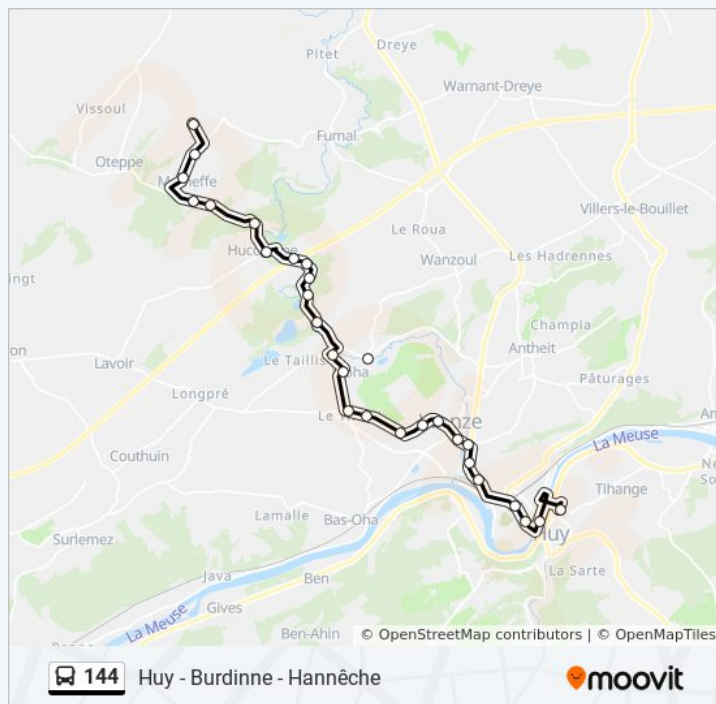 Pitet
Dreye
Warnant-Dreye
Vissoul
Fumal
Oteppe
Villers-le-Bouillet
Le Roua
Wanzoul
Les Hadrennes
Champia
Antheit
Le Taillis
Lavoir
Longpré
Pâturages
La Meuse
Couthuin
Tihange
Lamalle
Bas-Oha
Huy
Surlemez
La Sarte
Java
Ben
Gives
La Meuse
Ben-Ahin
© OpenStreetMap contributors | © OpenMapTiles
144 Huy - Burdinne - Hannêche
moovit